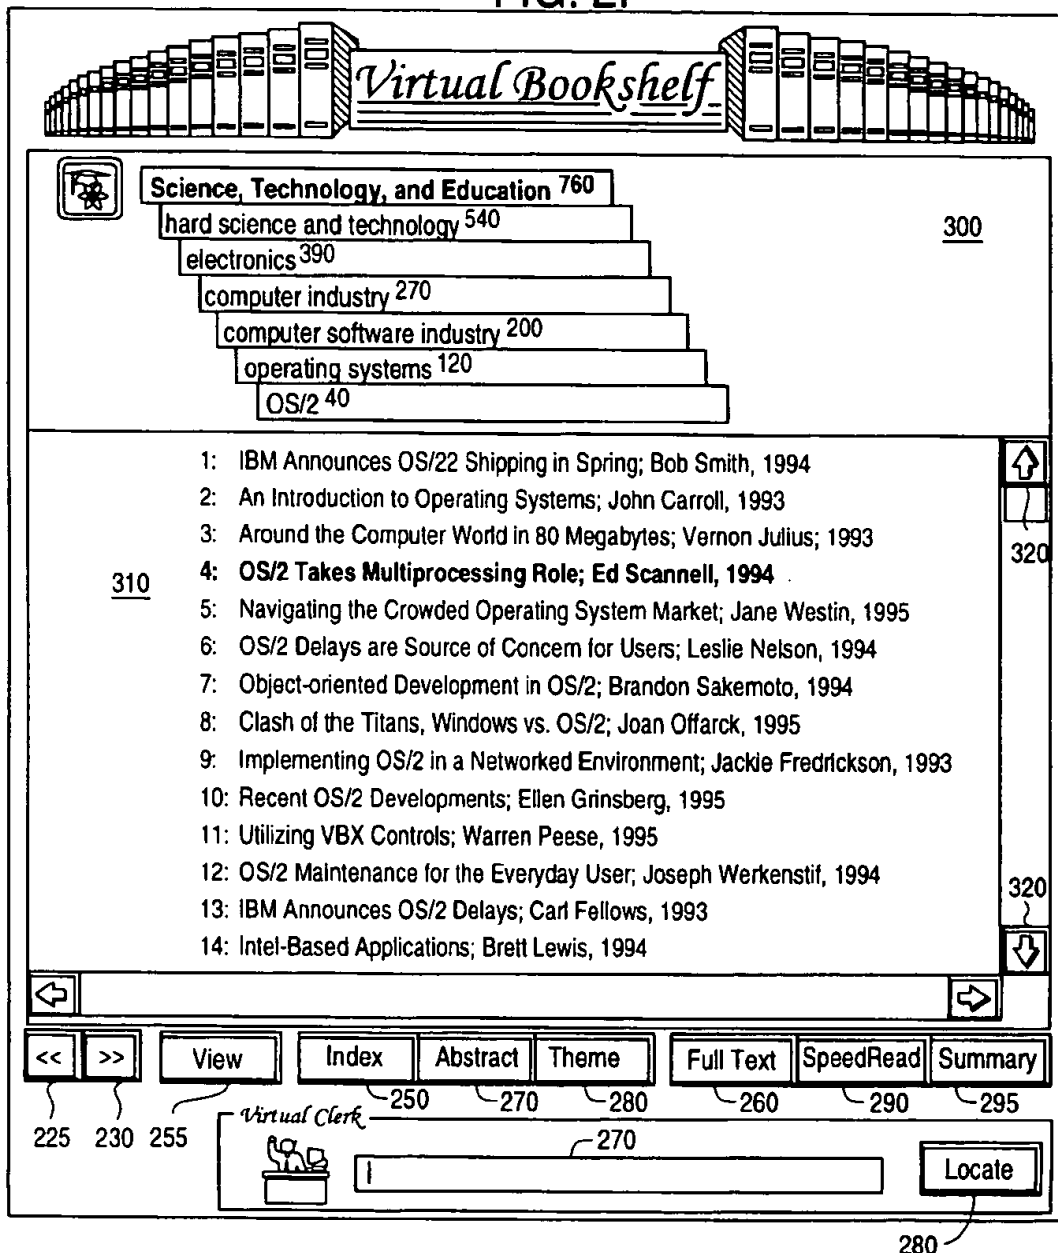 FIG. 2F
Virtual Bookshelf
Science, Technology, and Education 760
hard science and technology 540
300
electronics 390
computer industry 270
computer software industry 200
operating systems 120
OS/2 40
1: IBM Announces OS/22 Shipping in Spring; Bob Smith, 1994
2: An Introduction to Operating Systems; John Carroll, 1993
3: Around the Computer World in 80 Megabytes; Vernon Julius; 1993
320
4: OS/2 Takes Multiprocessing Role; Ed Scannell, 1994
310
5: Navigating the Crowded Operating System Market; Jane Westin, 1995
6: OS/2 Delays are Source of Concern for Users; Leslie Nelson, 1994
7: Object-oriented Development in OS/2; Brandon Sakemoto, 1994
8: Clash of the Titans, Windows vs. OS/2; Joan Offarck, 1995
9: Implementing OS/2 in a Networked Environment; Jackie Fredrickson, 1993
10: Recent OS/2 Developments; Ellen Grinsberg, 1995
11: Utilizing VBX Controls; Warren Peese, 1995
12: OS/2 Maintenance for the Everyday User; Joseph Werkenstif, 1994
320
13: IBM Announces OS/2 Delays; Carl Fellows, 1993
14: Intel-Based Applications; Brett Lewis, 1994
<< >> View Index Abstract Theme Full Text SpeedRead Summary
250 270 280 260 290 295
225 230 255
Virtual Clerk
270
Locate
280